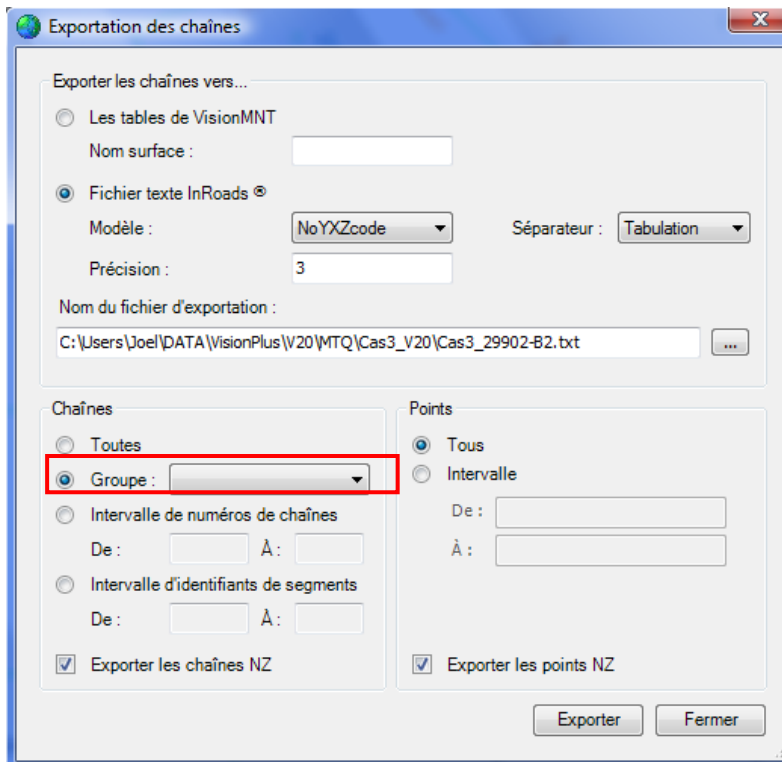 Exportation des chaînes
Exporter les chaînes vers...
Les tables de VisionMNT
Nom surface :
Fichier texte InRoads ®
Modèle : NoYXZcode Séparateur : Tabulation
Précision : 3
Nom du fichier d'exportation :
C:\Users\Joel\DATA\VisionPlus\V20\MTQ\Cas3_V20\Cas3_29902-B2.txt ...
Chaînes
Toutes
Groupe :
Intervalle de numéros de chaînes
De : À :
Intervalle d'identifiants de segments
De : À :
Exporter les chaînes NZ
Points
Tous
Intervalle
De :
À :
Exporter les points NZ
Exporter Fermer